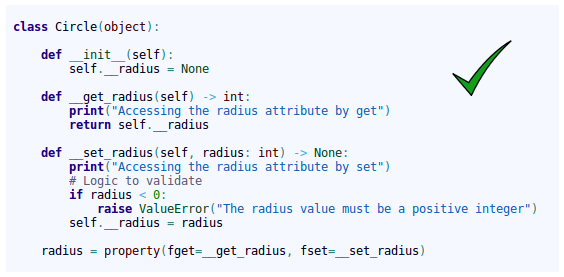 class Circle(object):
    def __init__(self):
        self.__radius = None
    def __get_radius(self) -> int:
        print("Accessing the radius attribute by get")
        return self.__radius
    def __set_radius(self, radius: int) -> None:
        print("Accessing the radius attribute by set")
        # Logic to validate
        if radius < 0:
            raise ValueError("The radius value must be a positive integer")
        self.__radius = radius
    radius = property(fget=__get_radius, fset=__set_radius)